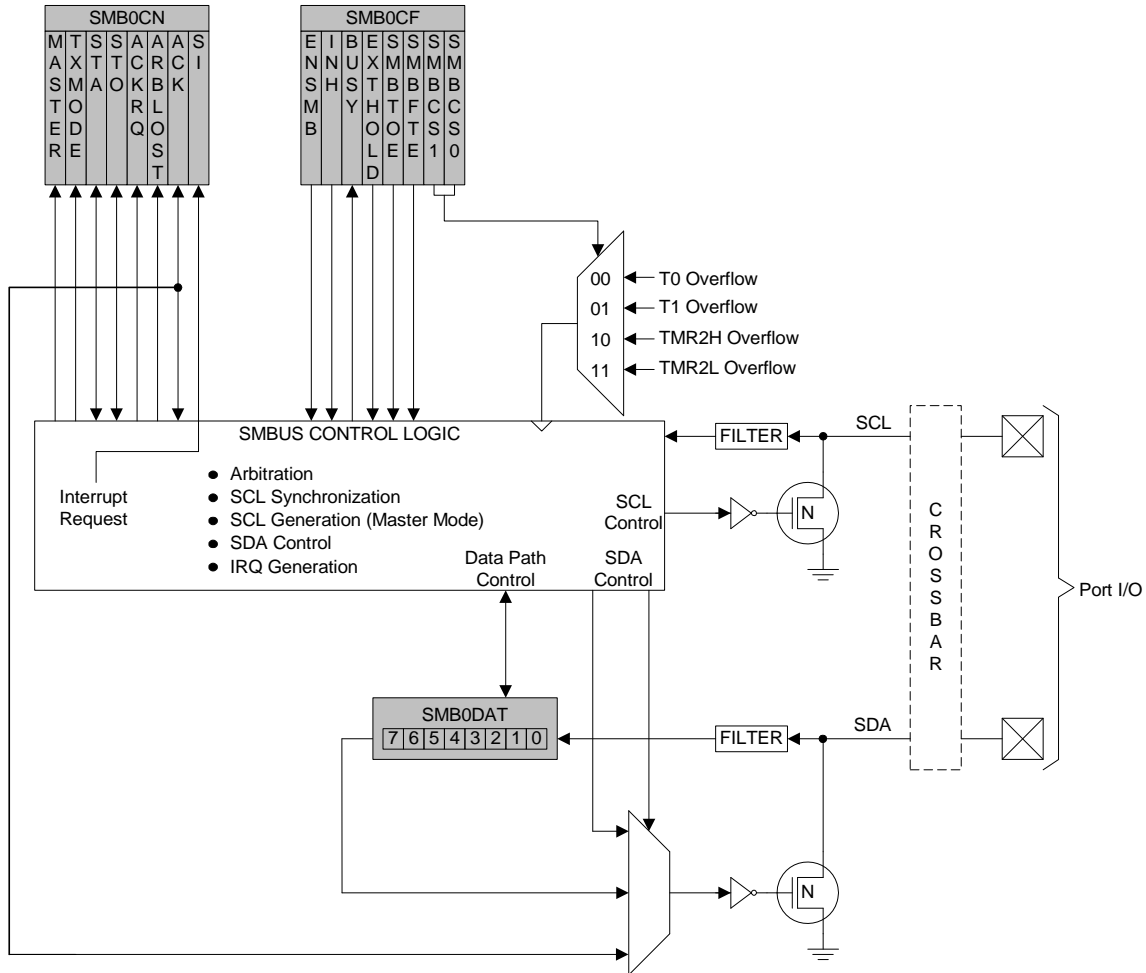 SMB0CN
MASTER
TXMODE
STA
STO
ACKRQ
ARBLOST
ACK
SI
SMB0CF
ENSMB
INH
BUSY
EXTHOLD
SMBTOE
SMBFTE
SMBCS1
SMBCS0
00
T0 Overflow
01
T1 Overflow
10
TMR2H Overflow
11
TMR2L Overflow
SMBUS CONTROL LOGIC
Interrupt
Request
● Arbitration
● SCL Synchronization
● SCL Generation (Master Mode)
● SDA Control
● IRQ Generation
SCL
Control
Data Path
Control
SDA
Control
FILTER
SCL
N
CROSSBAR
Port I/O
SMB0DAT
7 6 5 4 3 2 1 0
FILTER
SDA
N